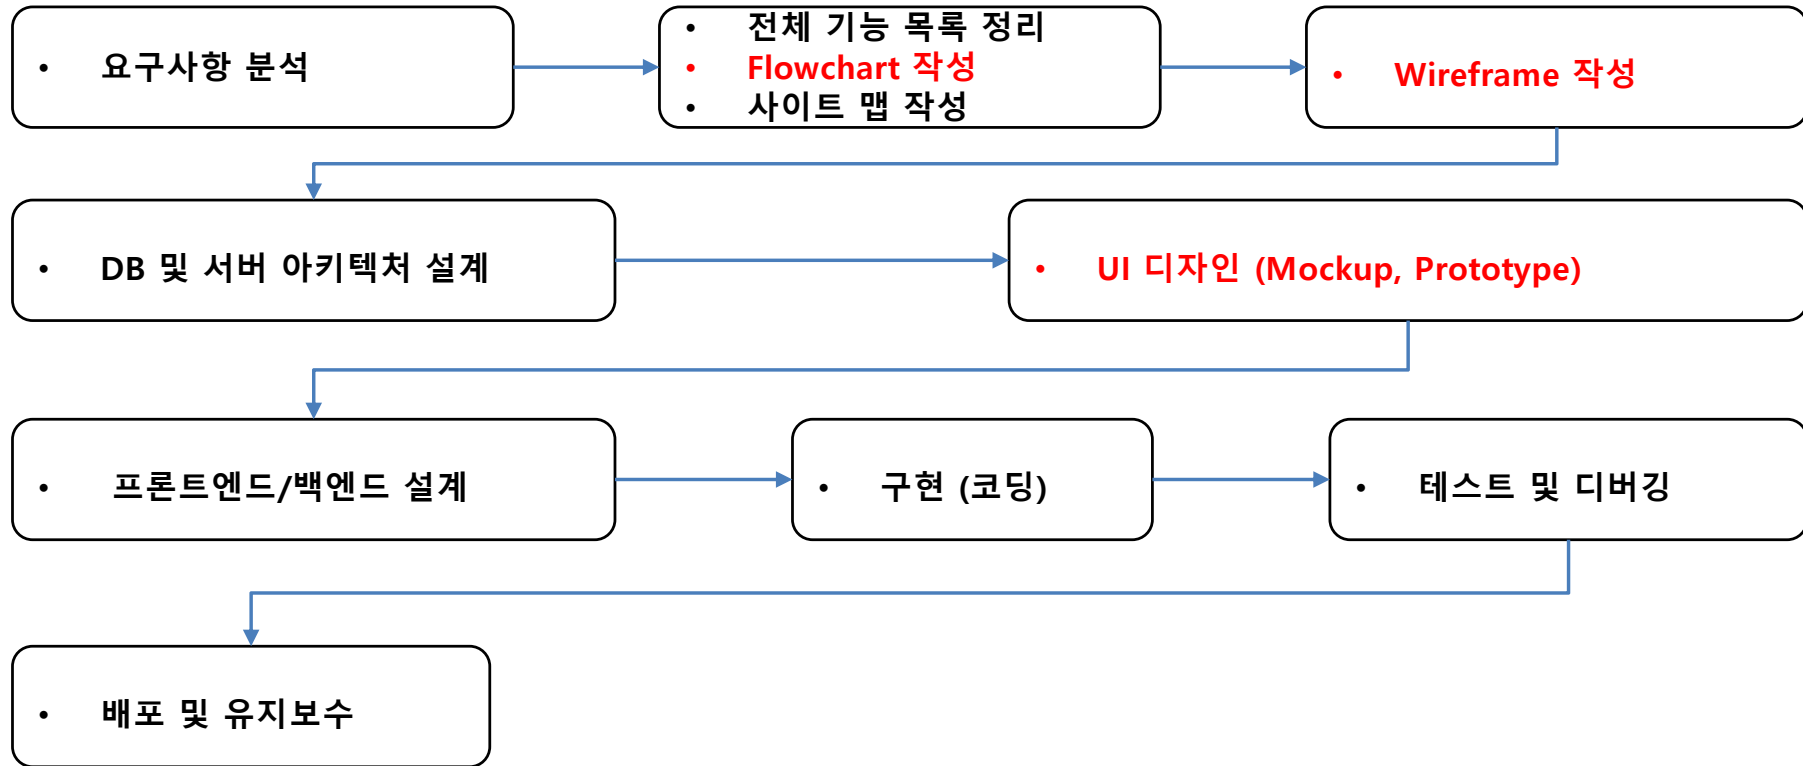 • 요구사항 분석
• 전체 기능 목록 정리
• Flowchart 작성
• 사이트 맵 작성
• Wireframe 작성
• DB 및 서버 아키텍처 설계
• UI 디자인 (Mockup, Prototype)
• 프론트엔드/백엔드 설계
• 구현 (코딩)
• 테스트 및 디버깅
• 배포 및 유지보수